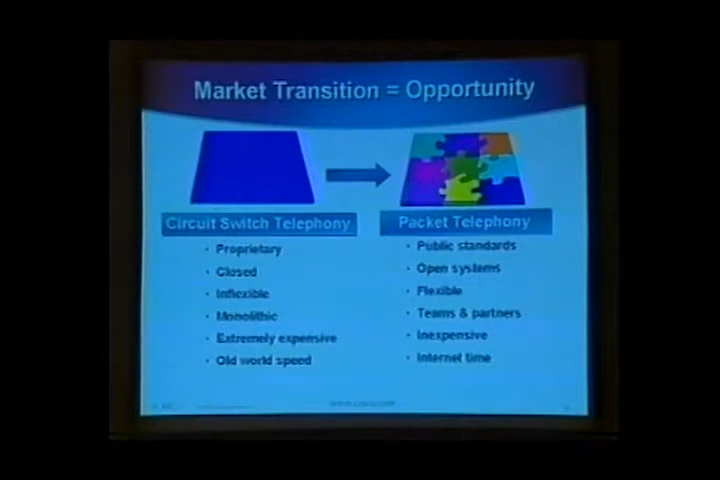 Market Transition = Opportunity
Circuit Switch Telephony
• Proprietary
• Closed
• Inflexible
• Monolithic
• Extremely expensive
• Old world speed
Packet Telephony
• Public standards
• Open systems
• Flexible
• Teams & partners
• Inexpensive
• Internet time